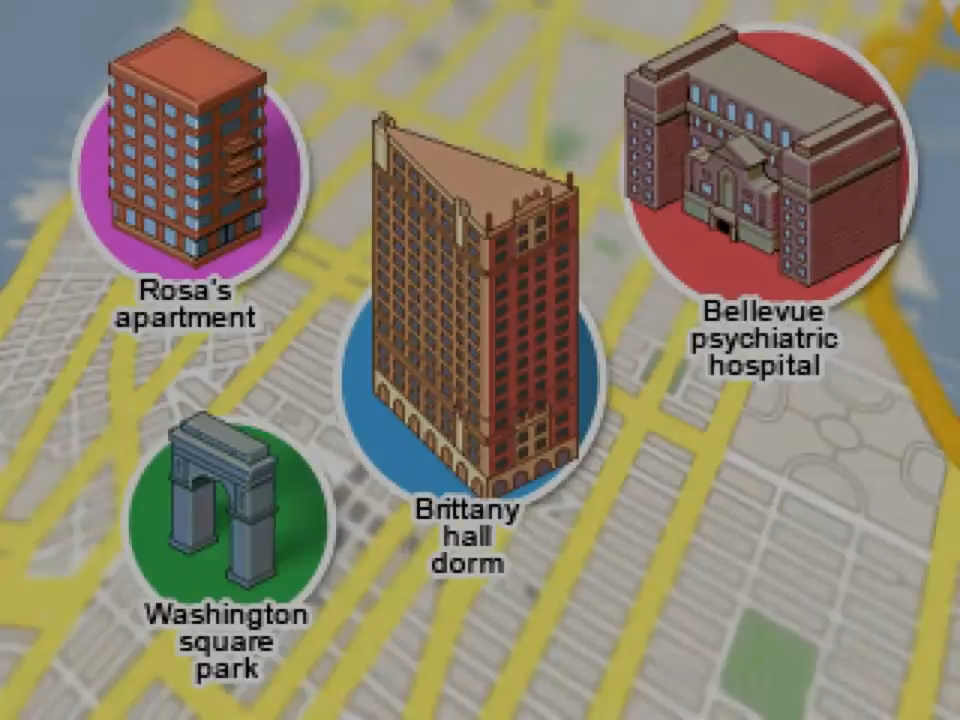 Rosa's
apartment
Bellevue
psychiatric
hospital
Brittany
hall
dorm
Washington
square
park